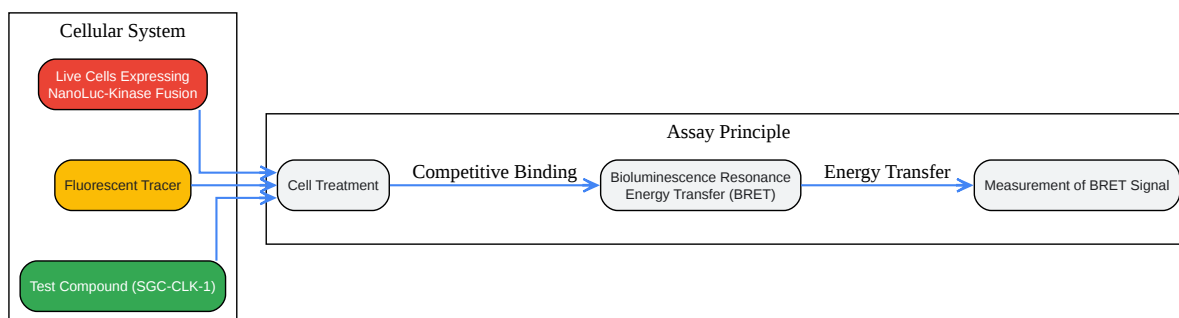 Cellular System
Live Cells Expressing
NanoLuc-Kinase Fusion
Fluorescent Tracer
Test Compound (SGC-CLK-1)
Assay Principle
Cell Treatment
Competitive Binding
Bioluminescence Resonance
Energy Transfer (BRET)
Energy Transfer
Measurement of BRET Signal